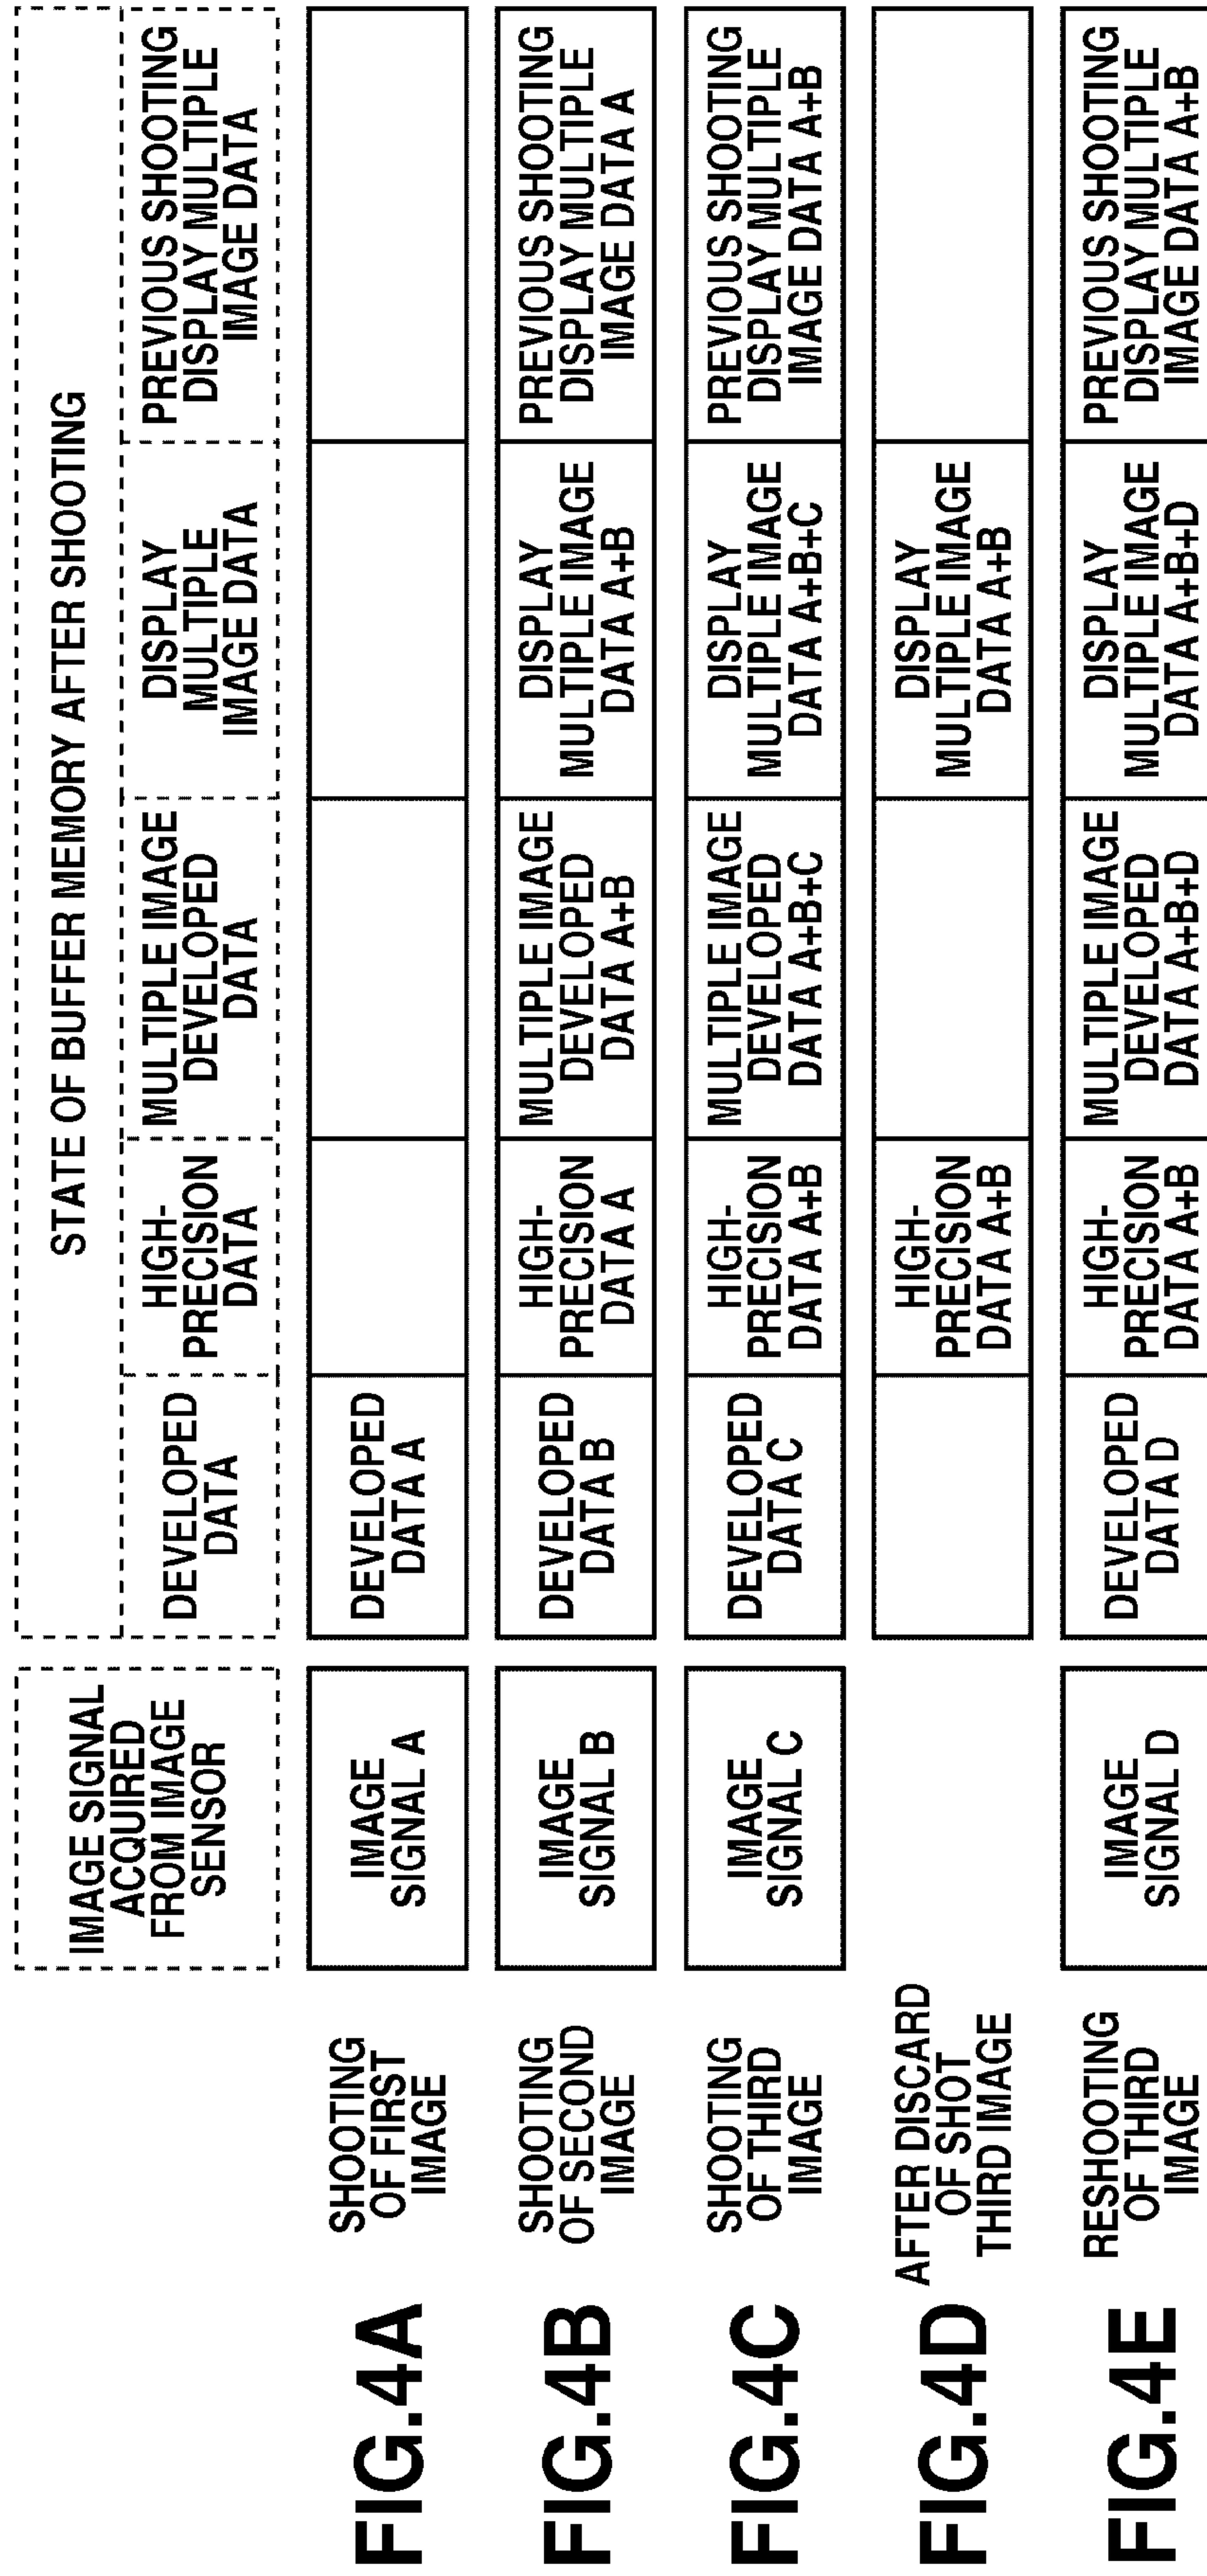 IMAGE SIGNAL
ACQUIRED
FROM IMAGE
SENSOR
STATE OF BUFFER MEMORY AFTER SHOOTING
DEVELOPED
DATA
HIGH-
PRECISION
DATA
MULTIPLE IMAGE
DEVELOPED
DATA
DISPLAY
MULTIPLE
IMAGE DATA
PREVIOUS SHOOTING
DISPLAY MULTIPLE
IMAGE DATA
FIG.4A
SHOOTING
OF FIRST
IMAGE
IMAGE
SIGNAL A
DEVELOPED
DATA A
FIG.4B
SHOOTING
OF SECOND
IMAGE
IMAGE
SIGNAL B
DEVELOPED
DATA B
HIGH-
PRECISION
DATA A
MULTIPLE IMAGE
DEVELOPED
DATA A+B
DISPLAY
MULTIPLE IMAGE
DATA A+B
PREVIOUS SHOOTING
DISPLAY MULTIPLE
IMAGE DATA A
FIG.4C
SHOOTING
OF THIRD
IMAGE
IMAGE
SIGNAL C
DEVELOPED
DATA C
HIGH-
PRECISION
DATA A+B
MULTIPLE IMAGE
DEVELOPED
DATA A+B+C
DISPLAY
MULTIPLE IMAGE
DATA A+B+C
PREVIOUS SHOOTING
DISPLAY MULTIPLE
IMAGE DATA A+B
FIG.4D
AFTER DISCARD
OF SHOT
THIRD IMAGE
HIGH-
PRECISION
DATA A+B
DISPLAY
MULTIPLE IMAGE
DATA A+B
FIG.4E
RESHOOTING
OF THIRD
IMAGE
IMAGE
SIGNAL D
DEVELOPED
DATA D
HIGH-
PRECISION
DATA A+B
MULTIPLE IMAGE
DEVELOPED
DATA A+B+D
DISPLAY
MULTIPLE IMAGE
DATA A+B+D
PREVIOUS SHOOTING
DISPLAY MULTIPLE
IMAGE DATA A+B